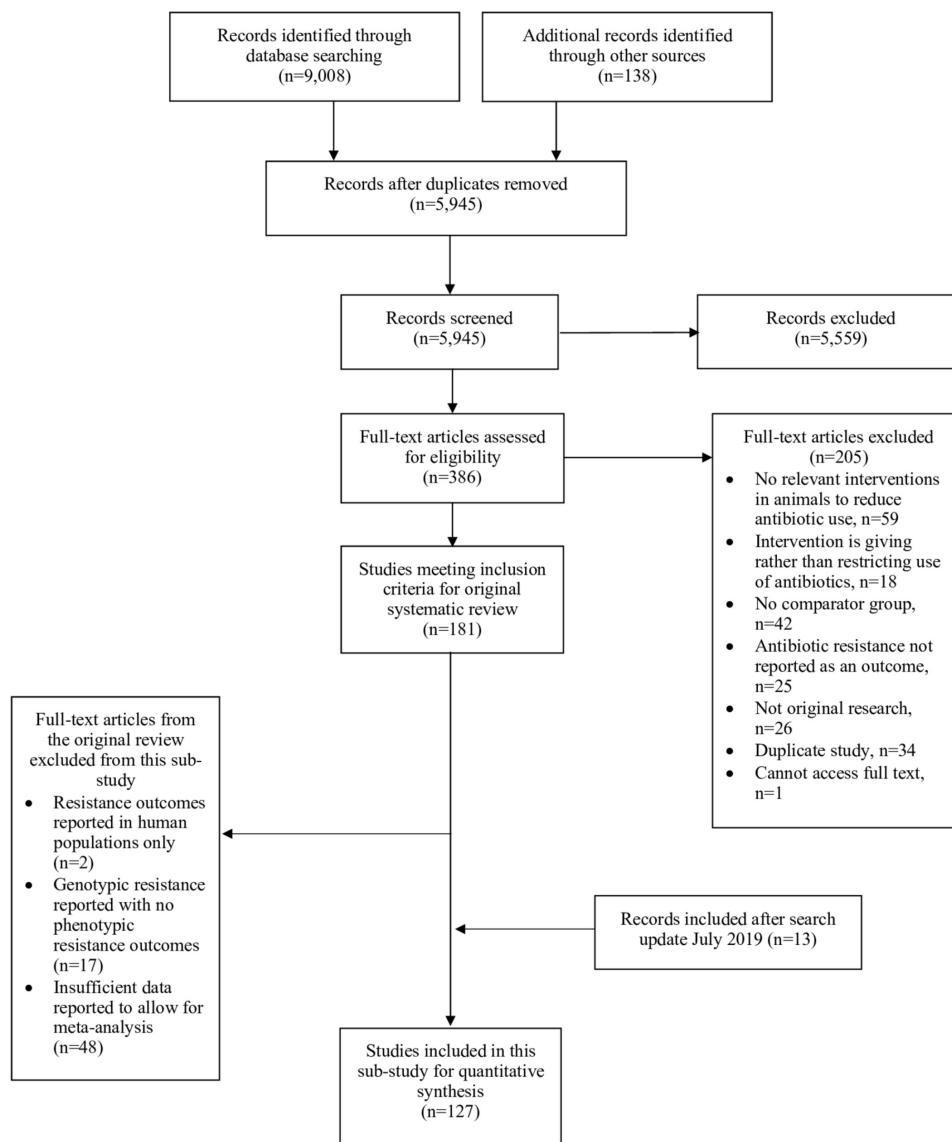 Records identified through
database searching
(n=9,008)
Additional records identified
through other sources
(n=138)
Records after duplicates removed
(n=5,945)
Records screened
(n=5,945)
Records excluded
(n=5,559)
Full-text articles assessed
for eligibility
(n=386)
Full-text articles excluded
(n=205)
• No relevant interventions
in animals to reduce
antibiotic use, n=59
• Intervention is giving
rather than restricting use
of antibiotics, n=18
• No comparator group,
n=42
• Antibiotic resistance not
reported as an outcome,
n=25
• Not original research,
n=26
• Duplicate study, n=34
• Cannot access full text,
n=1
Studies meeting inclusion
criteria for original
systematic review
(n=181)
Full-text articles from
the original review
excluded from this sub-
study
• Resistance outcomes
reported in human
populations only
(n=2)
• Genotypic resistance
reported with no
phenotypic
resistance outcomes
(n=17)
• Insufficient data
reported to allow for
meta-analysis
(n=48)
Records included after search
update July 2019 (n=13)
Studies included in this
sub-study for quantitative
synthesis
(n=127)